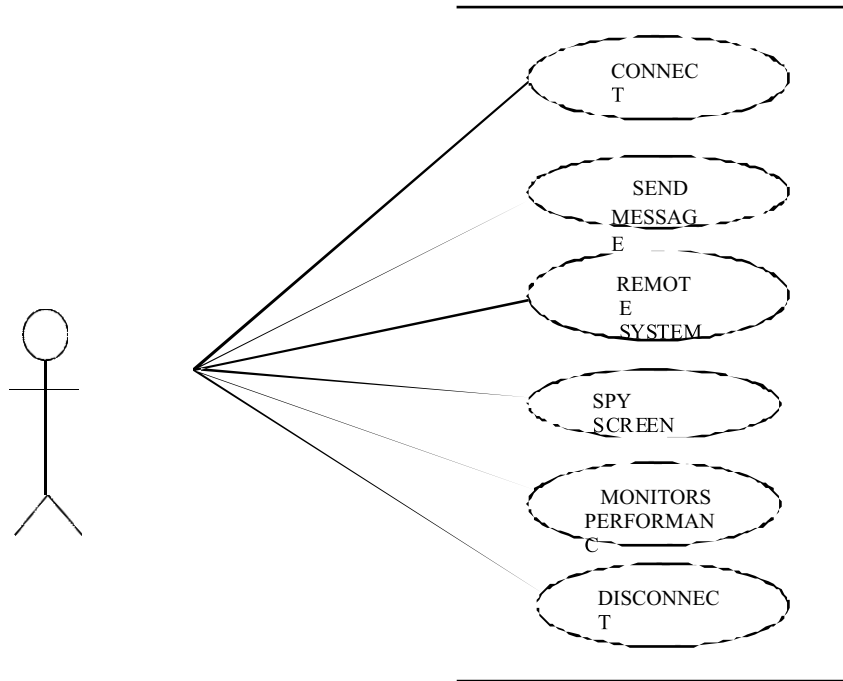 CONNEC
T
SEND
MESSAG
E
REMOT
E
SYSTEM
SPY
SCREEN
MONITORS
PERFORMAN
C
DISCONNEC
T